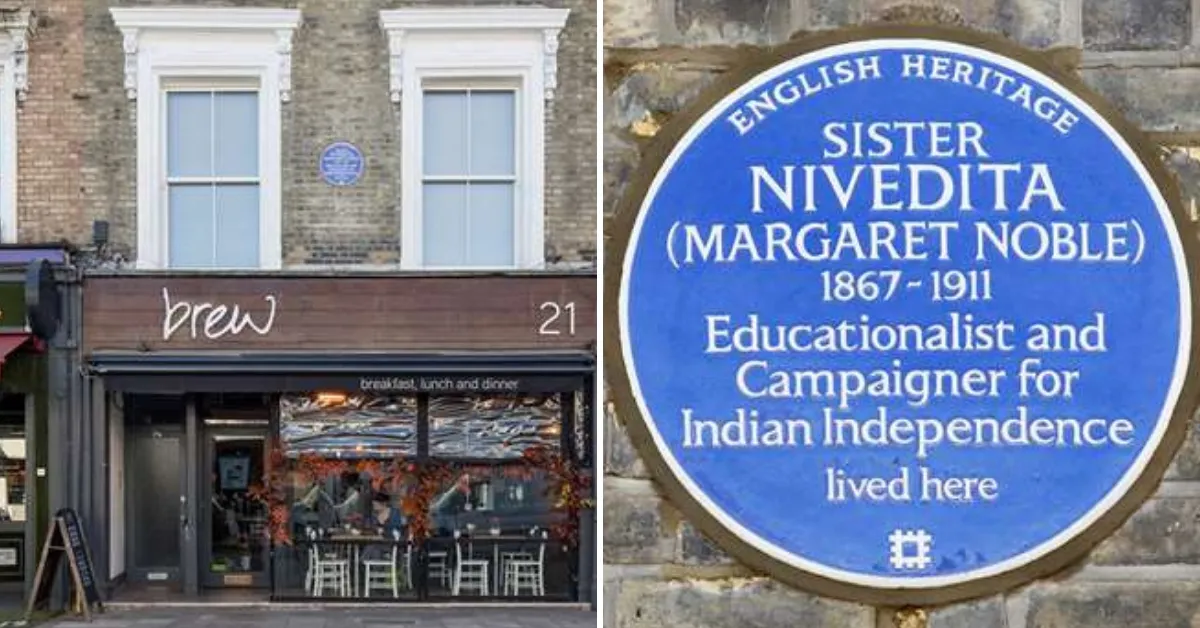 brew
21
breakfast, lunch and dinner
ENGLISH HERITAGE
SISTER
NIVEDITA
(MARGARET NOBLE)
1867-1911
Educationalist and
Campaigner for
Indian Independence
lived here